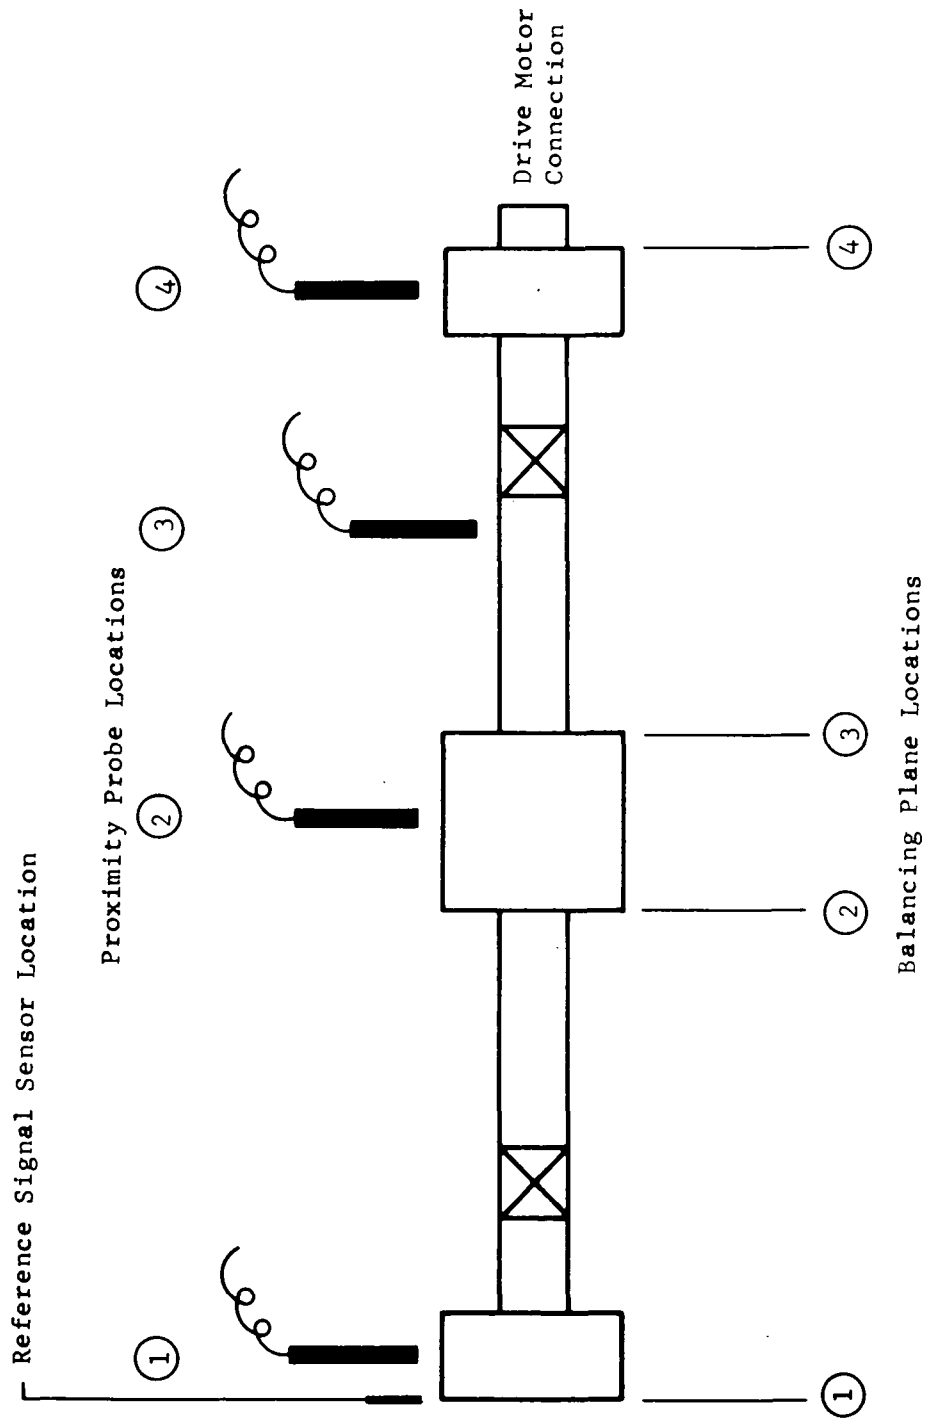 Reference Signal Sensor Location
Proximity Probe Locations
1
2
3
4
Drive Motor
Connection
1
2
3
4
Balancing Plane Locations